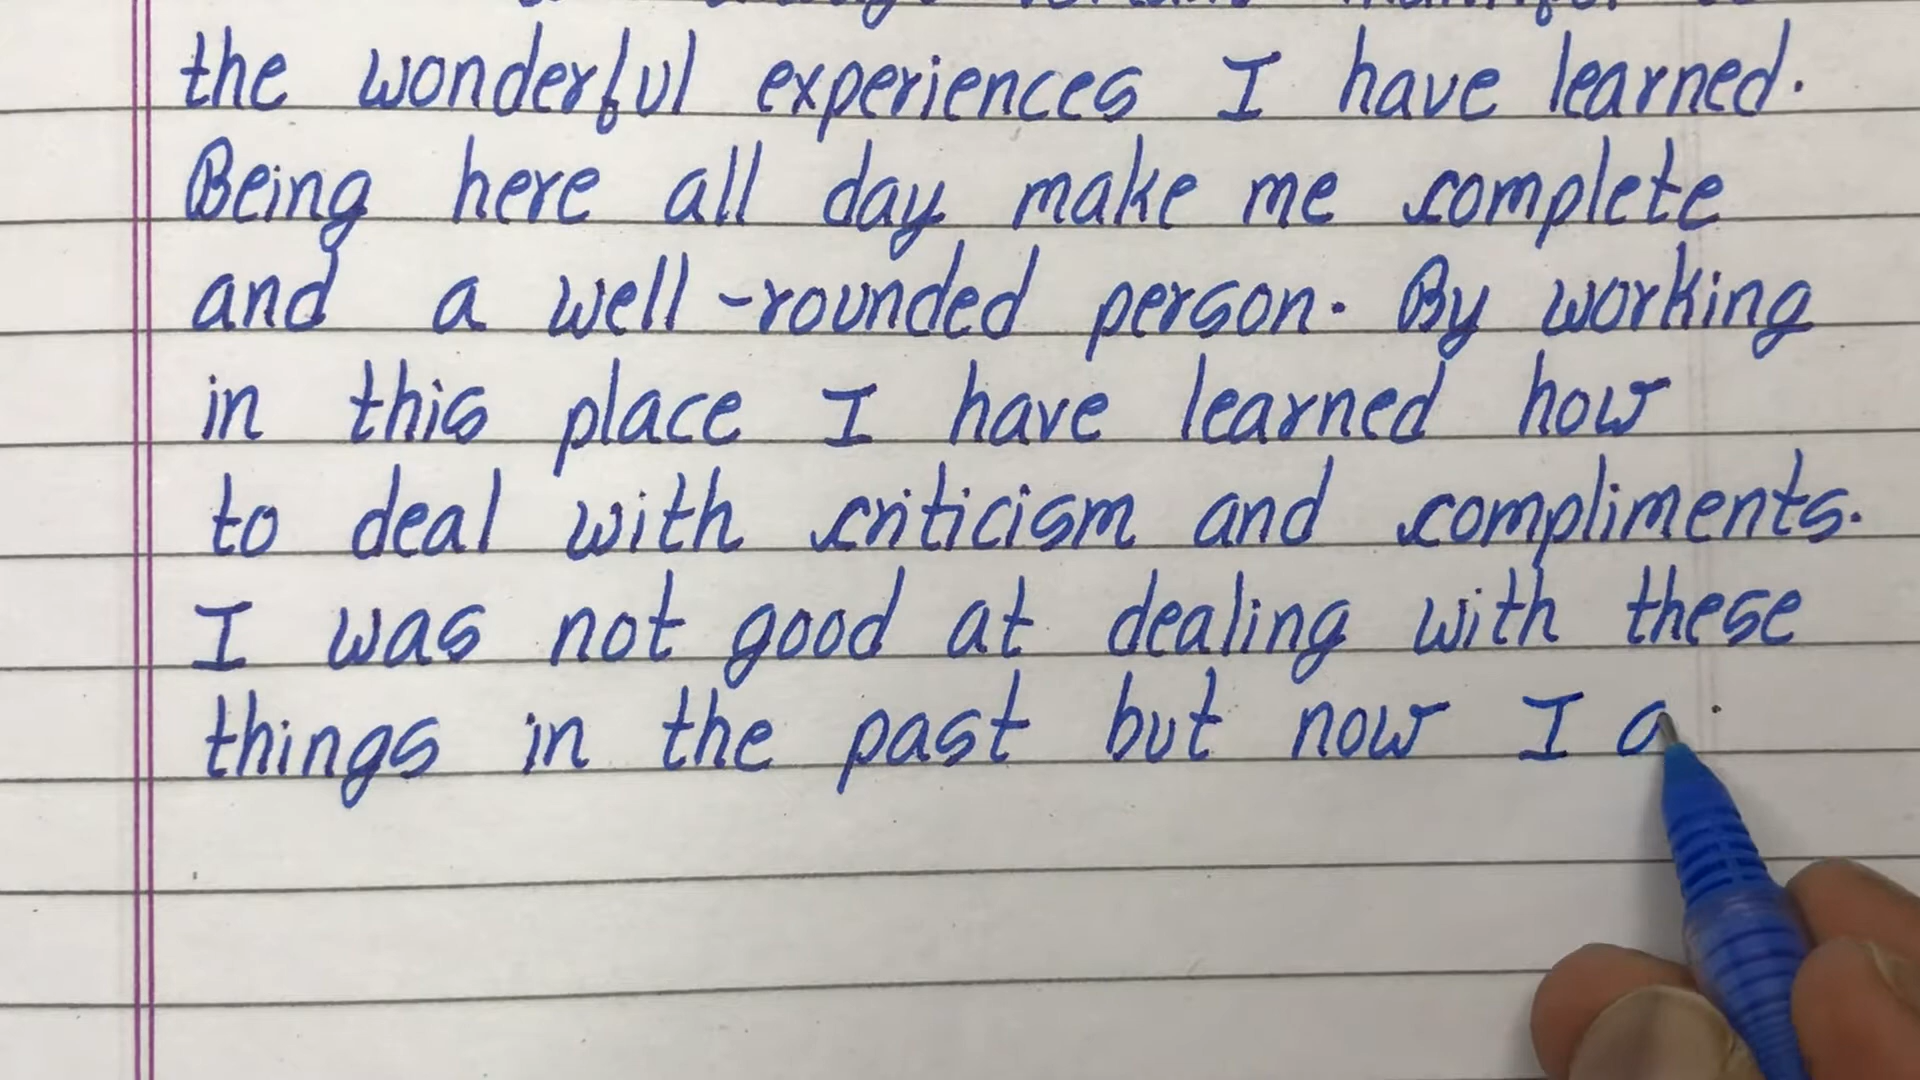 the wonderful experiences I have learned.
Being here all day make me complete
and a well-rounded person. By working
in this place I have learned how
to deal with criticism and compliments.
I was not good at dealing with these
things in the past but now I a